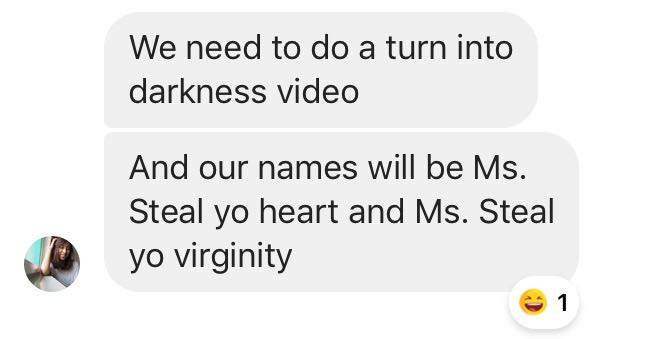 We need to do a turn into
darkness video
And our names will be Ms.
Steal yo heart and Ms. Steal
yo virginity
1